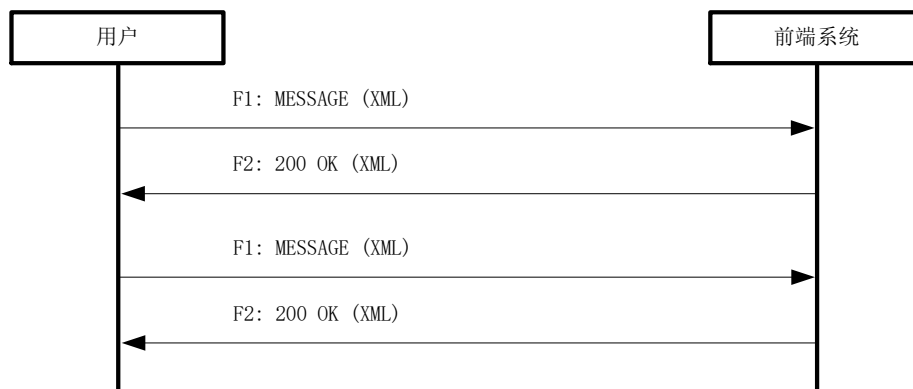 用户
前端系统
F1: MESSAGE (XML)
F2: 200 OK (XML)
F1: MESSAGE (XML)
F2: 200 OK (XML)